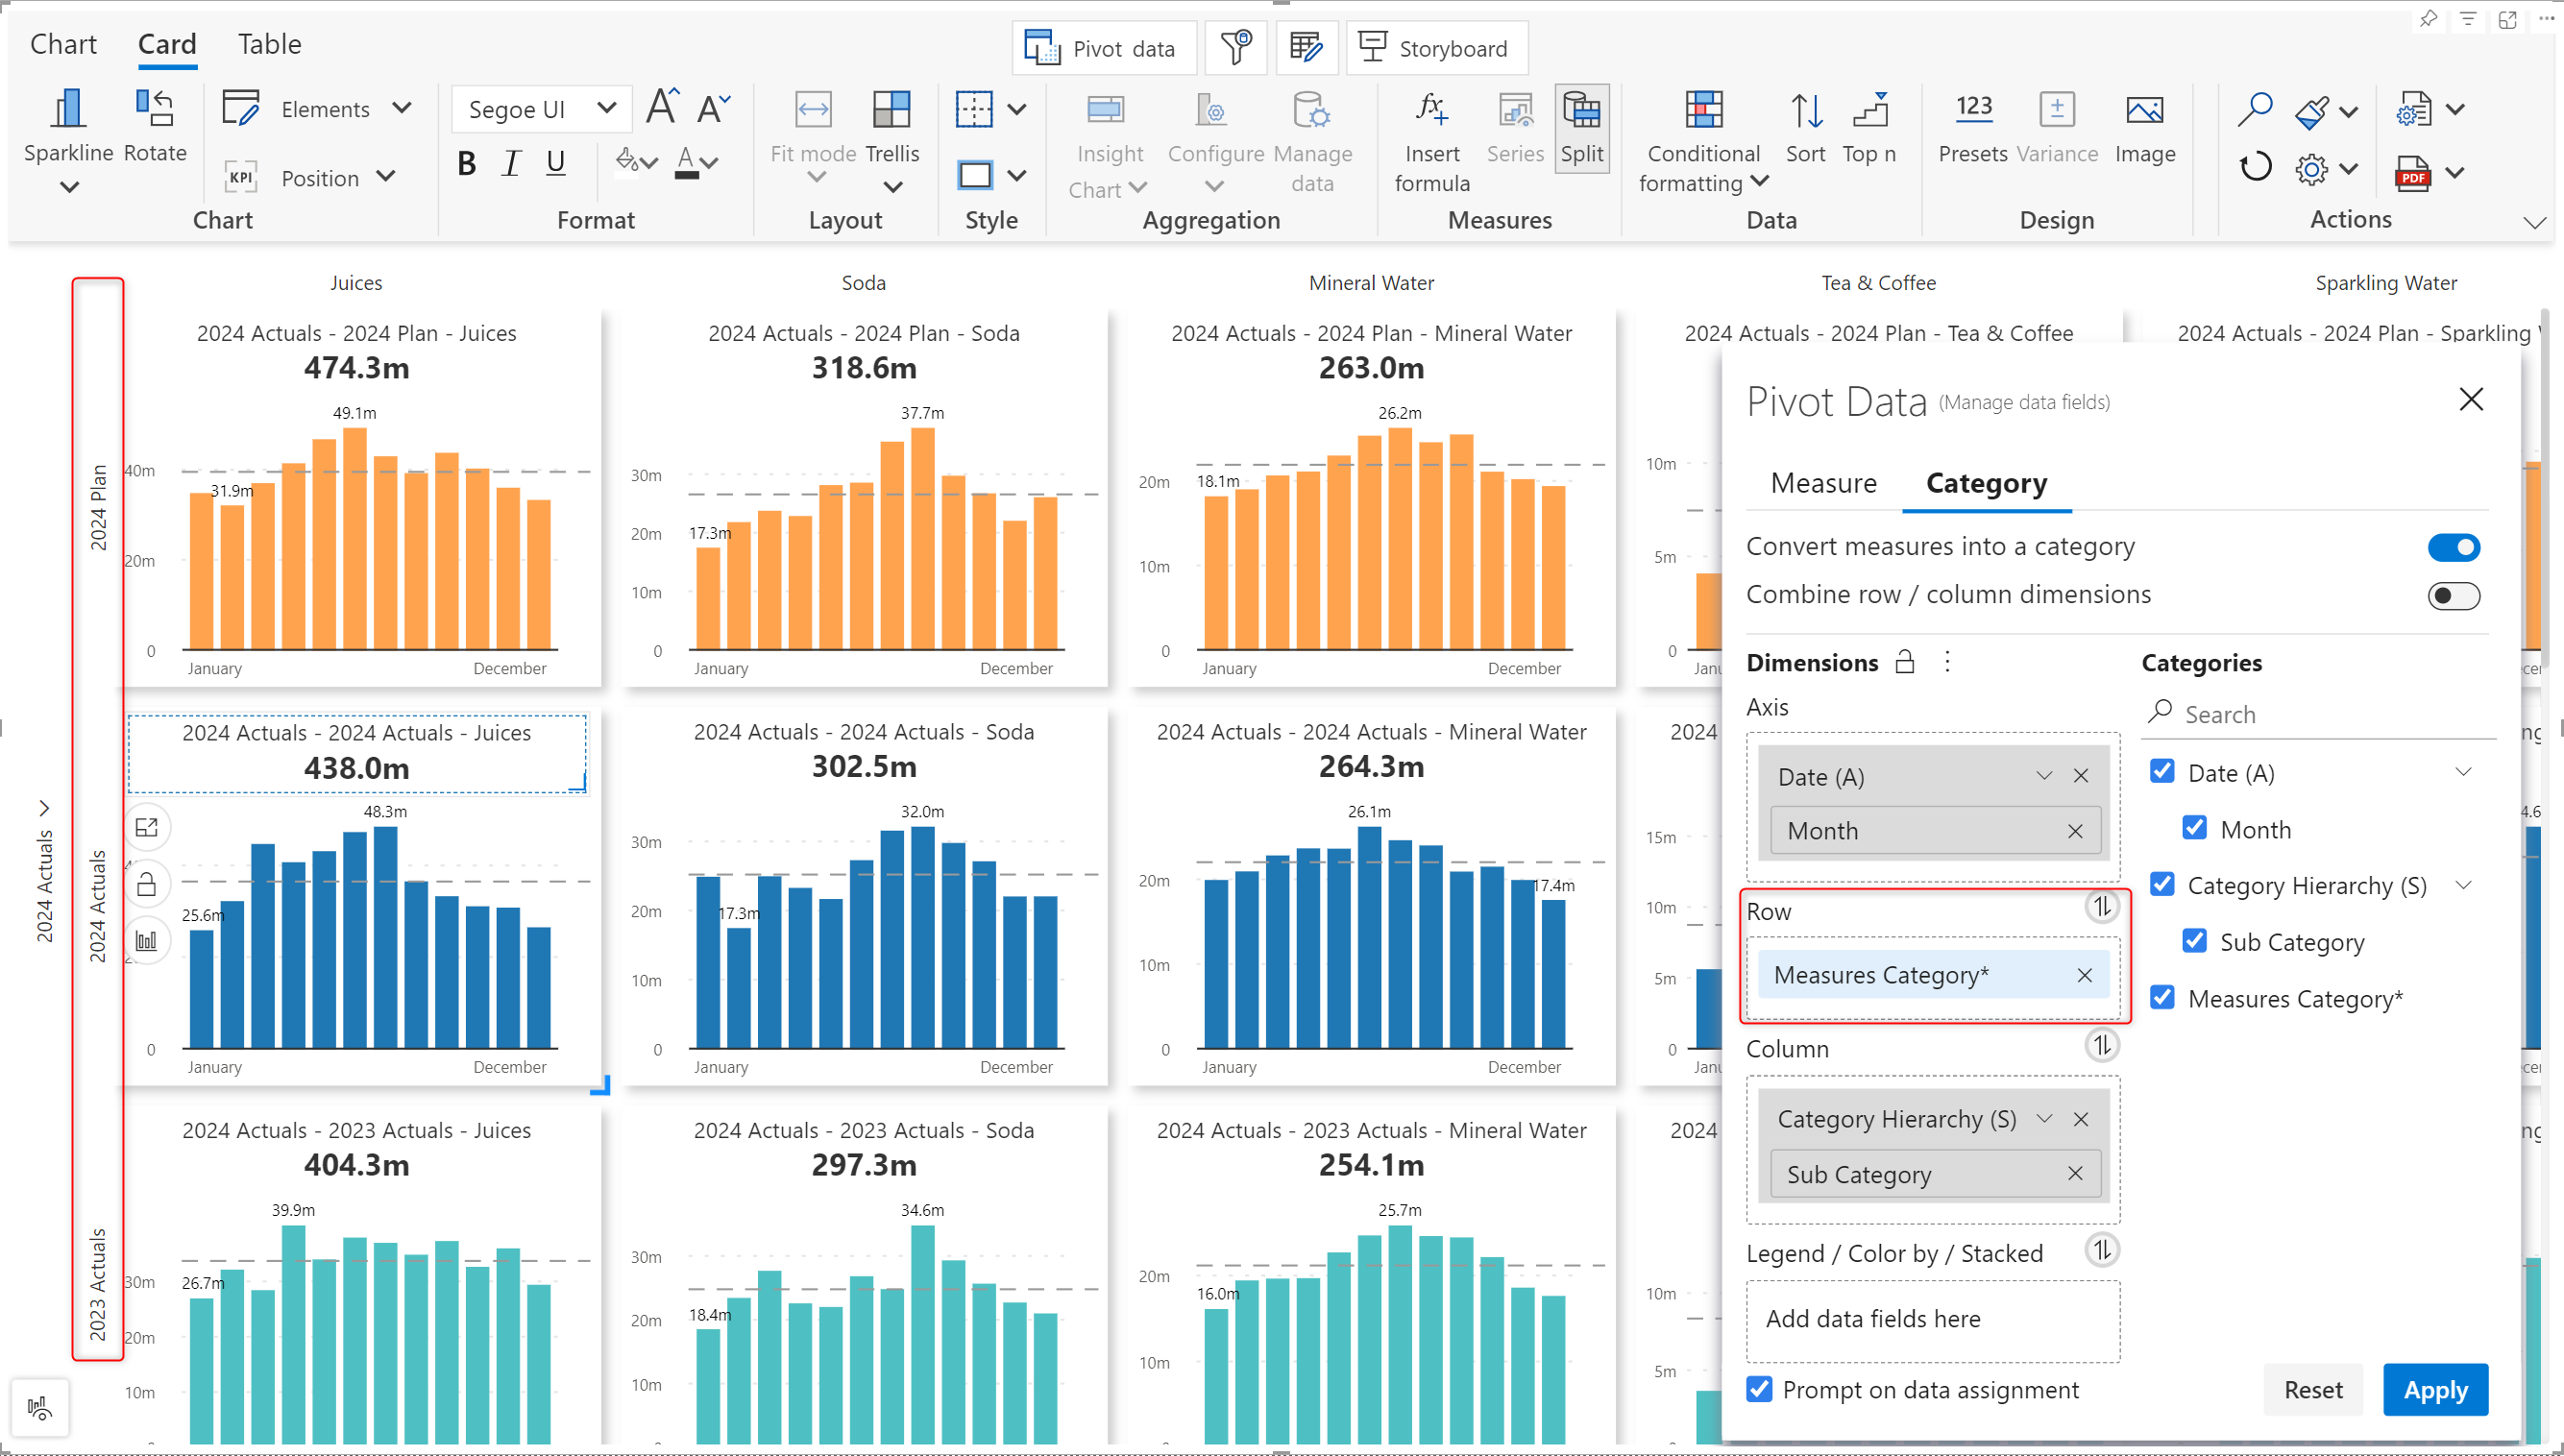 Chart Card Table
Pivot data
Storyboard
Sparkline Rotate
Elements
KPI Position
Chart
Segoe UI
A A
B I U A
Format
Fit mode Trellis
Layout
Style
Insight Chart
Configure Manage data
Aggregation
fx Insert formula
Series Split
Measures
Conditional formatting
Sort Top n
Data
123 Presets Variance Image
Design
PDF
Actions
Juices Soda Mineral Water Tea & Coffee Sparkling Water
2024 Actuals
2024 Plan
2024 Actuals - 2024 Plan - Juices
474.3m
49.1m
31.9m
40m
20m
0
January December
2024 Actuals - 2024 Plan - Soda
318.6m
37.7m
17.3m
30m
20m
10m
0
January December
2024 Actuals - 2024 Plan - Mineral Water
263.0m
26.2m
18.1m
20m
10m
0
January December
2024 Actuals - 2024 Plan - Tea & Coffee
10m
5m
0
2024 Actuals - 2024 Plan - Sparkling
2024 Actuals
2024 Actuals - 2024 Actuals - Juices
438.0m
48.3m
25.6m
0
January December
2024 Actuals - 2024 Actuals - Soda
302.5m
32.0m
17.3m
30m
20m
10m
0
January December
2024 Actuals - 2024 Actuals - Mineral Water
264.3m
26.1m
17.4m
20m
10m
0
January December
2024
15m
10m
5m
0
2023 Actuals
2024 Actuals - 2023 Actuals - Juices
404.3m
39.9m
26.7m
30m
20m
10m
2024 Actuals - 2023 Actuals - Soda
297.3m
34.6m
18.4m
30m
20m
10m
2024 Actuals - 2023 Actuals - Mineral Water
254.1m
25.7m
16.0m
20m
10m
2024
10m
5m
Pivot Data (Manage data fields)
Measure Category
Convert measures into a category
Combine row / column dimensions
Dimensions
Axis
Date (A)
Month
Row
Measures Category*
Column
Category Hierarchy (S)
Sub Category
Legend / Color by / Stacked
Add data fields here
Prompt on data assignment
Categories
Search
Date (A)
Month
Category Hierarchy (S)
Sub Category
Measures Category*
Reset Apply